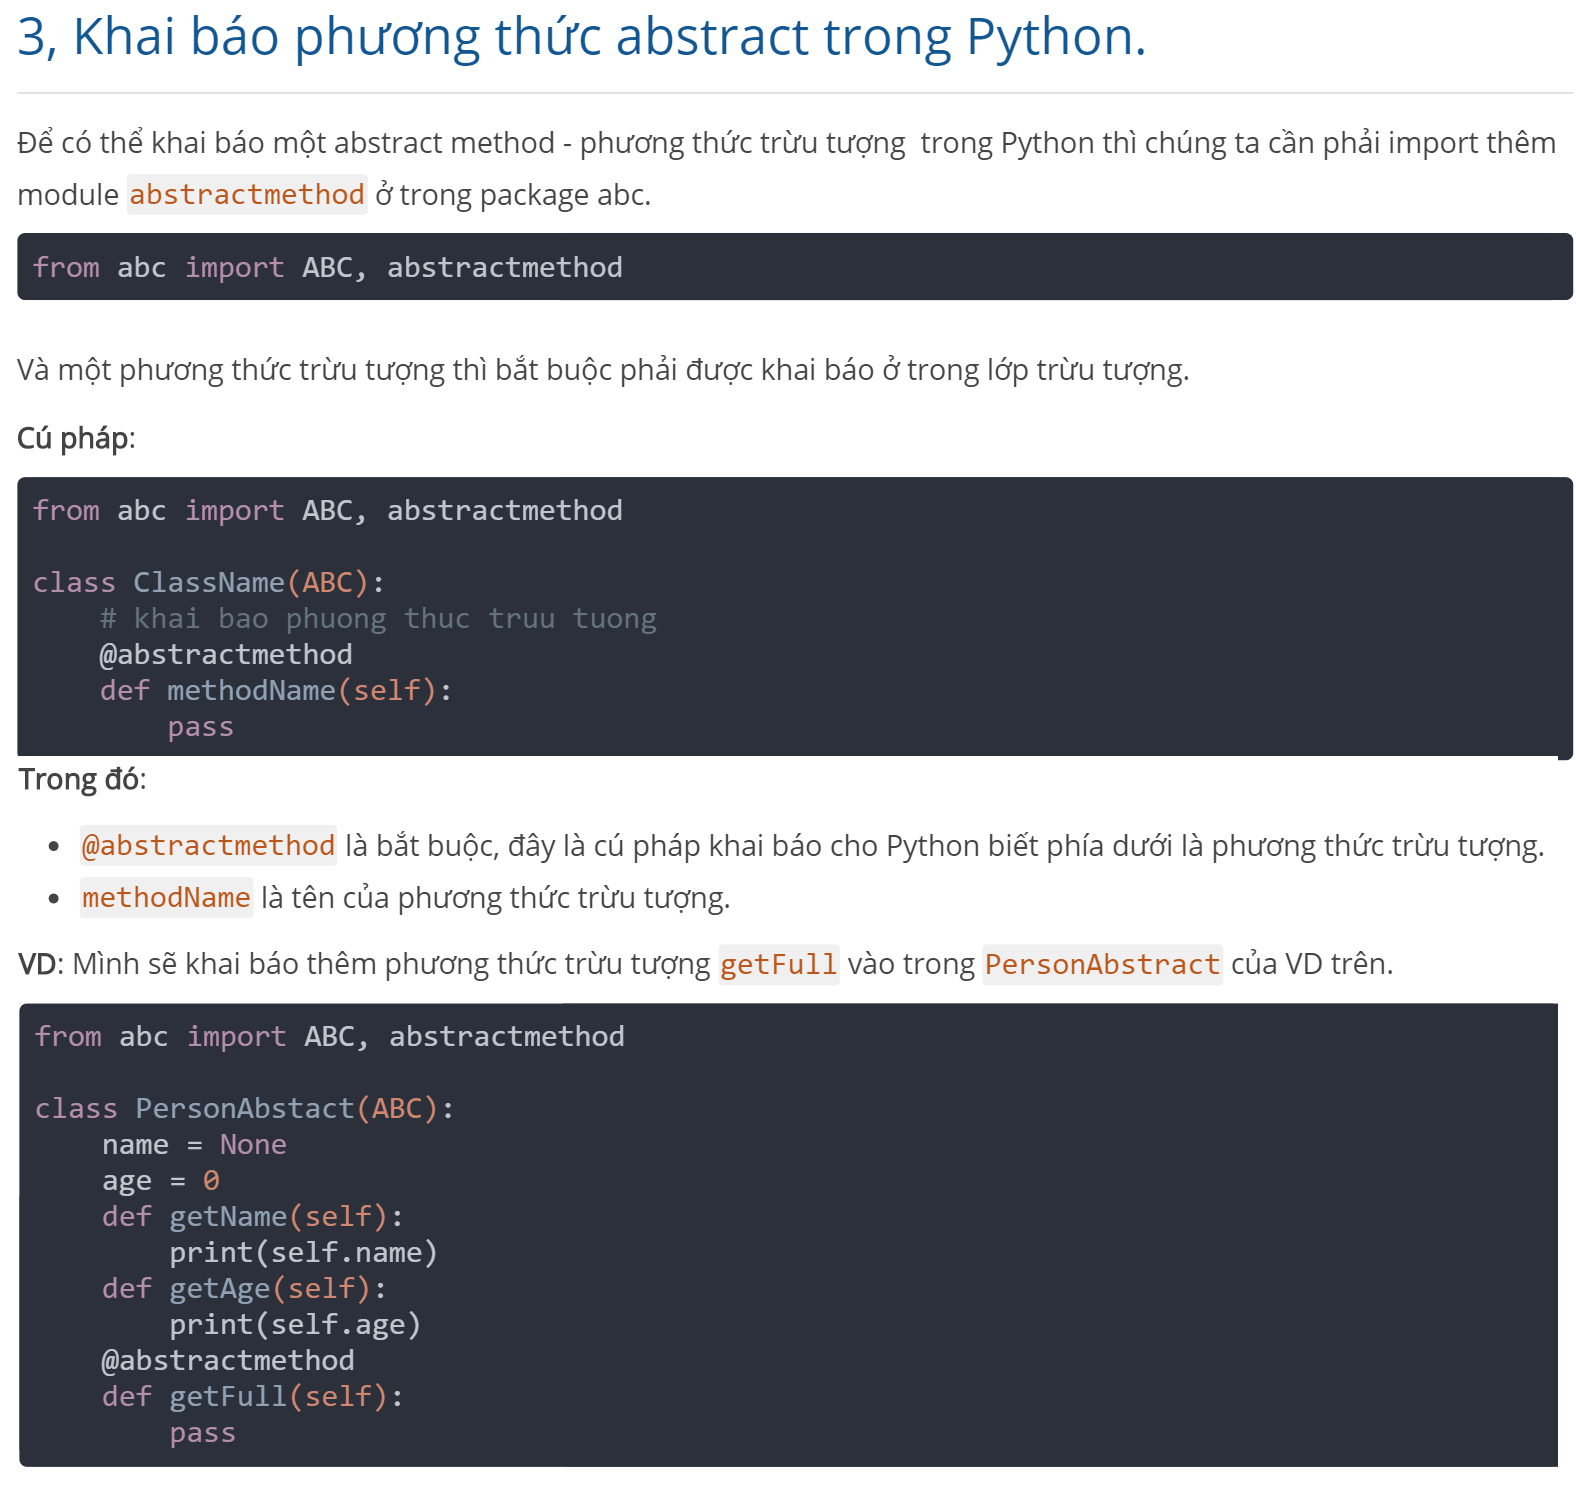 3, Khai báo phương thức abstract trong Python.
Để có thể khai báo một abstract method - phương thức trừu tượng  trong Python thì chúng ta cần phải import thêm
module abstractmethod ở trong package abc.
from abc import ABC, abstractmethod
Và một phương thức trừu tượng thì bắt buộc phải được khai báo ở trong lớp trừu tượng.
Cú pháp:
from abc import ABC, abstractmethod
class ClassName(ABC):
    # khai bao phuong thuc truu tuong
    @abstractmethod
    def methodName(self):
        pass
Trong đó:
• @abstractmethod là bắt buộc, đây là cú pháp khai báo cho Python biết phía dưới là phương thức trừu tượng.
• methodName là tên của phương thức trừu tượng.
VD: Mình sẽ khai báo thêm phương thức trừu tượng getFull vào trong PersonAbstract của VD trên.
from abc import ABC, abstractmethod
class PersonAbstact(ABC):
    name = None
    age = 0
    def getName(self):
        print(self.name)
    def getAge(self):
        print(self.age)
    @abstractmethod
    def getFull(self):
        pass